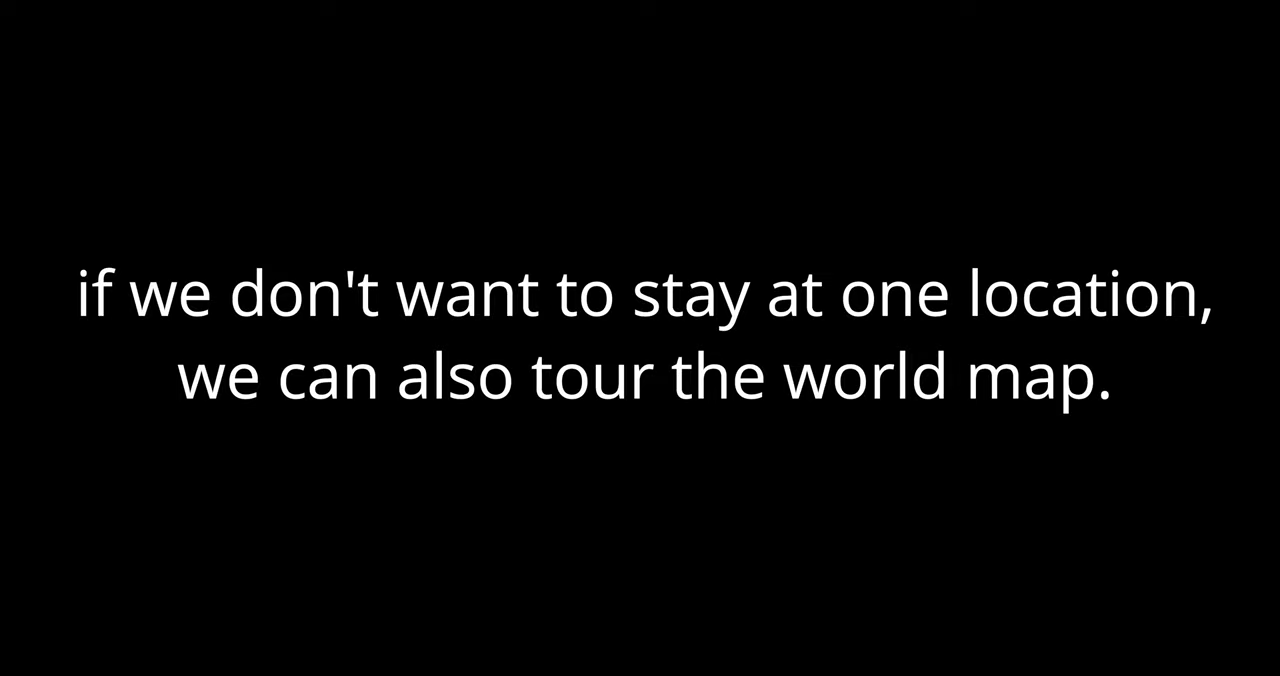 if we don't want to stay at one location,
we can also tour the world map.